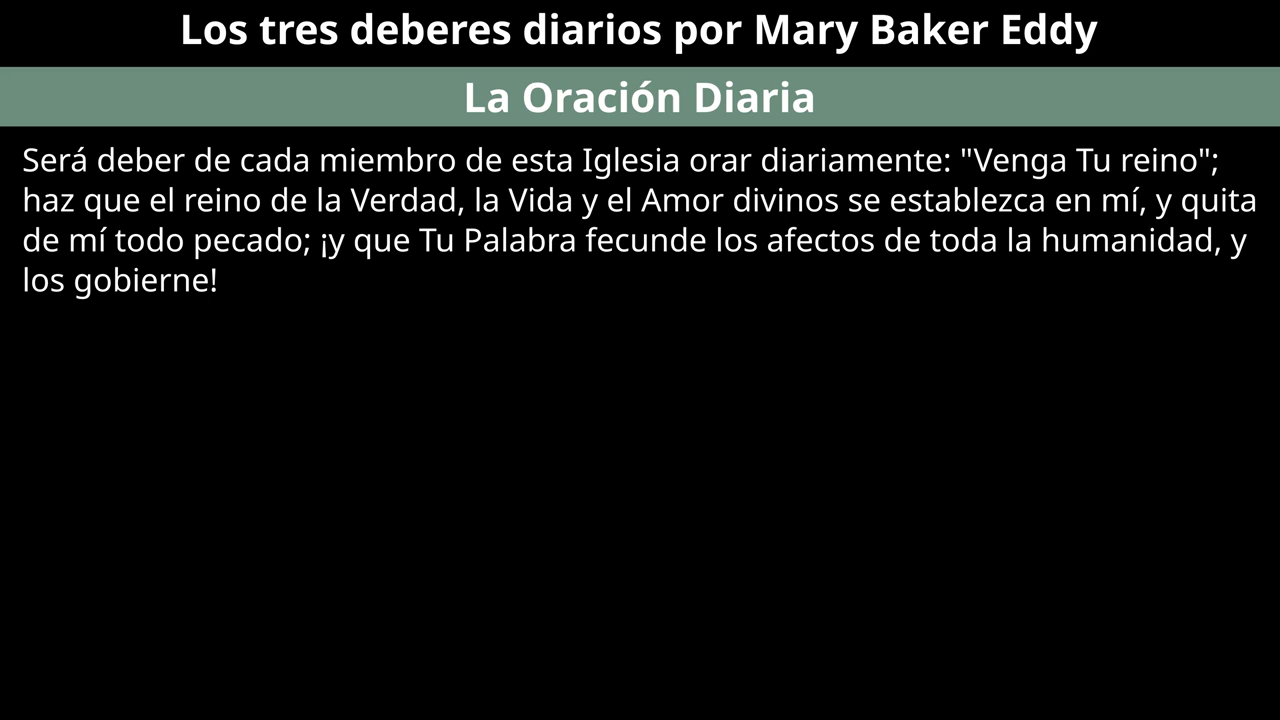 Los tres deberes diarios por Mary Baker Eddy
La Oración Diaria
Será deber de cada miembro de esta Iglesia orar diariamente: "Venga Tu reino";
haz que el reino de la Verdad, la Vida y el Amor divinos se establezca en mí, y quita
de mí todo pecado; ¡y que Tu Palabra fecunde los afectos de toda la humanidad, y
los gobierne!